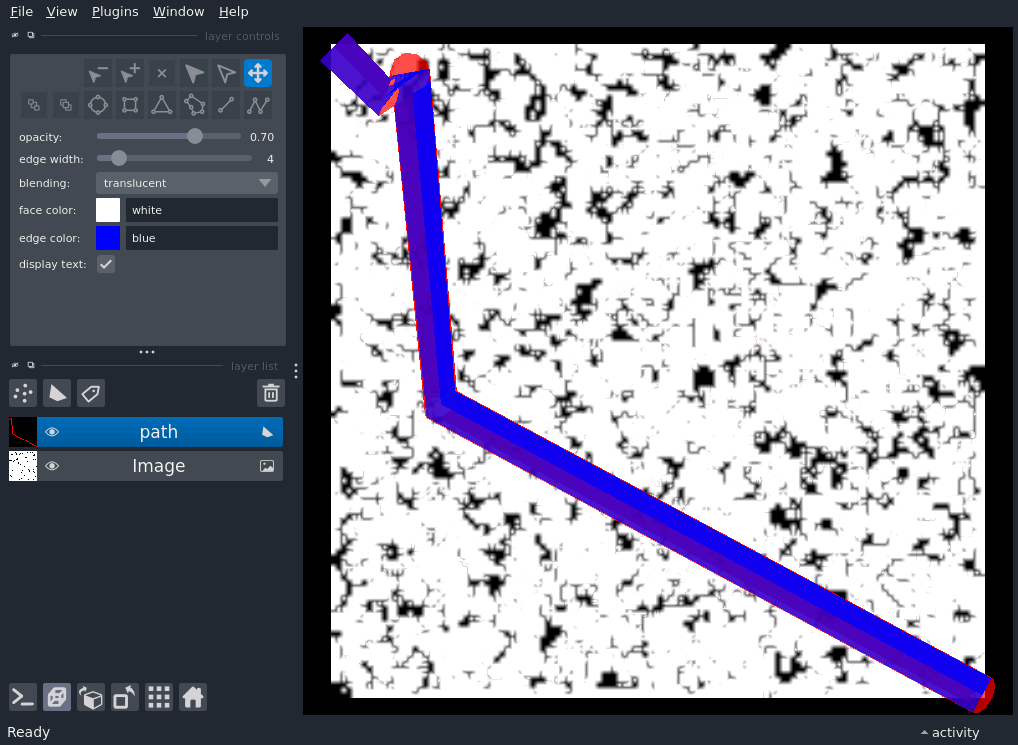 File View Plugins Window Help
layer controls
opacity: 0.70
edge width: 4
blending: translucent
face color: white
edge color: blue
display text:
layer list
path
Image
Ready activity